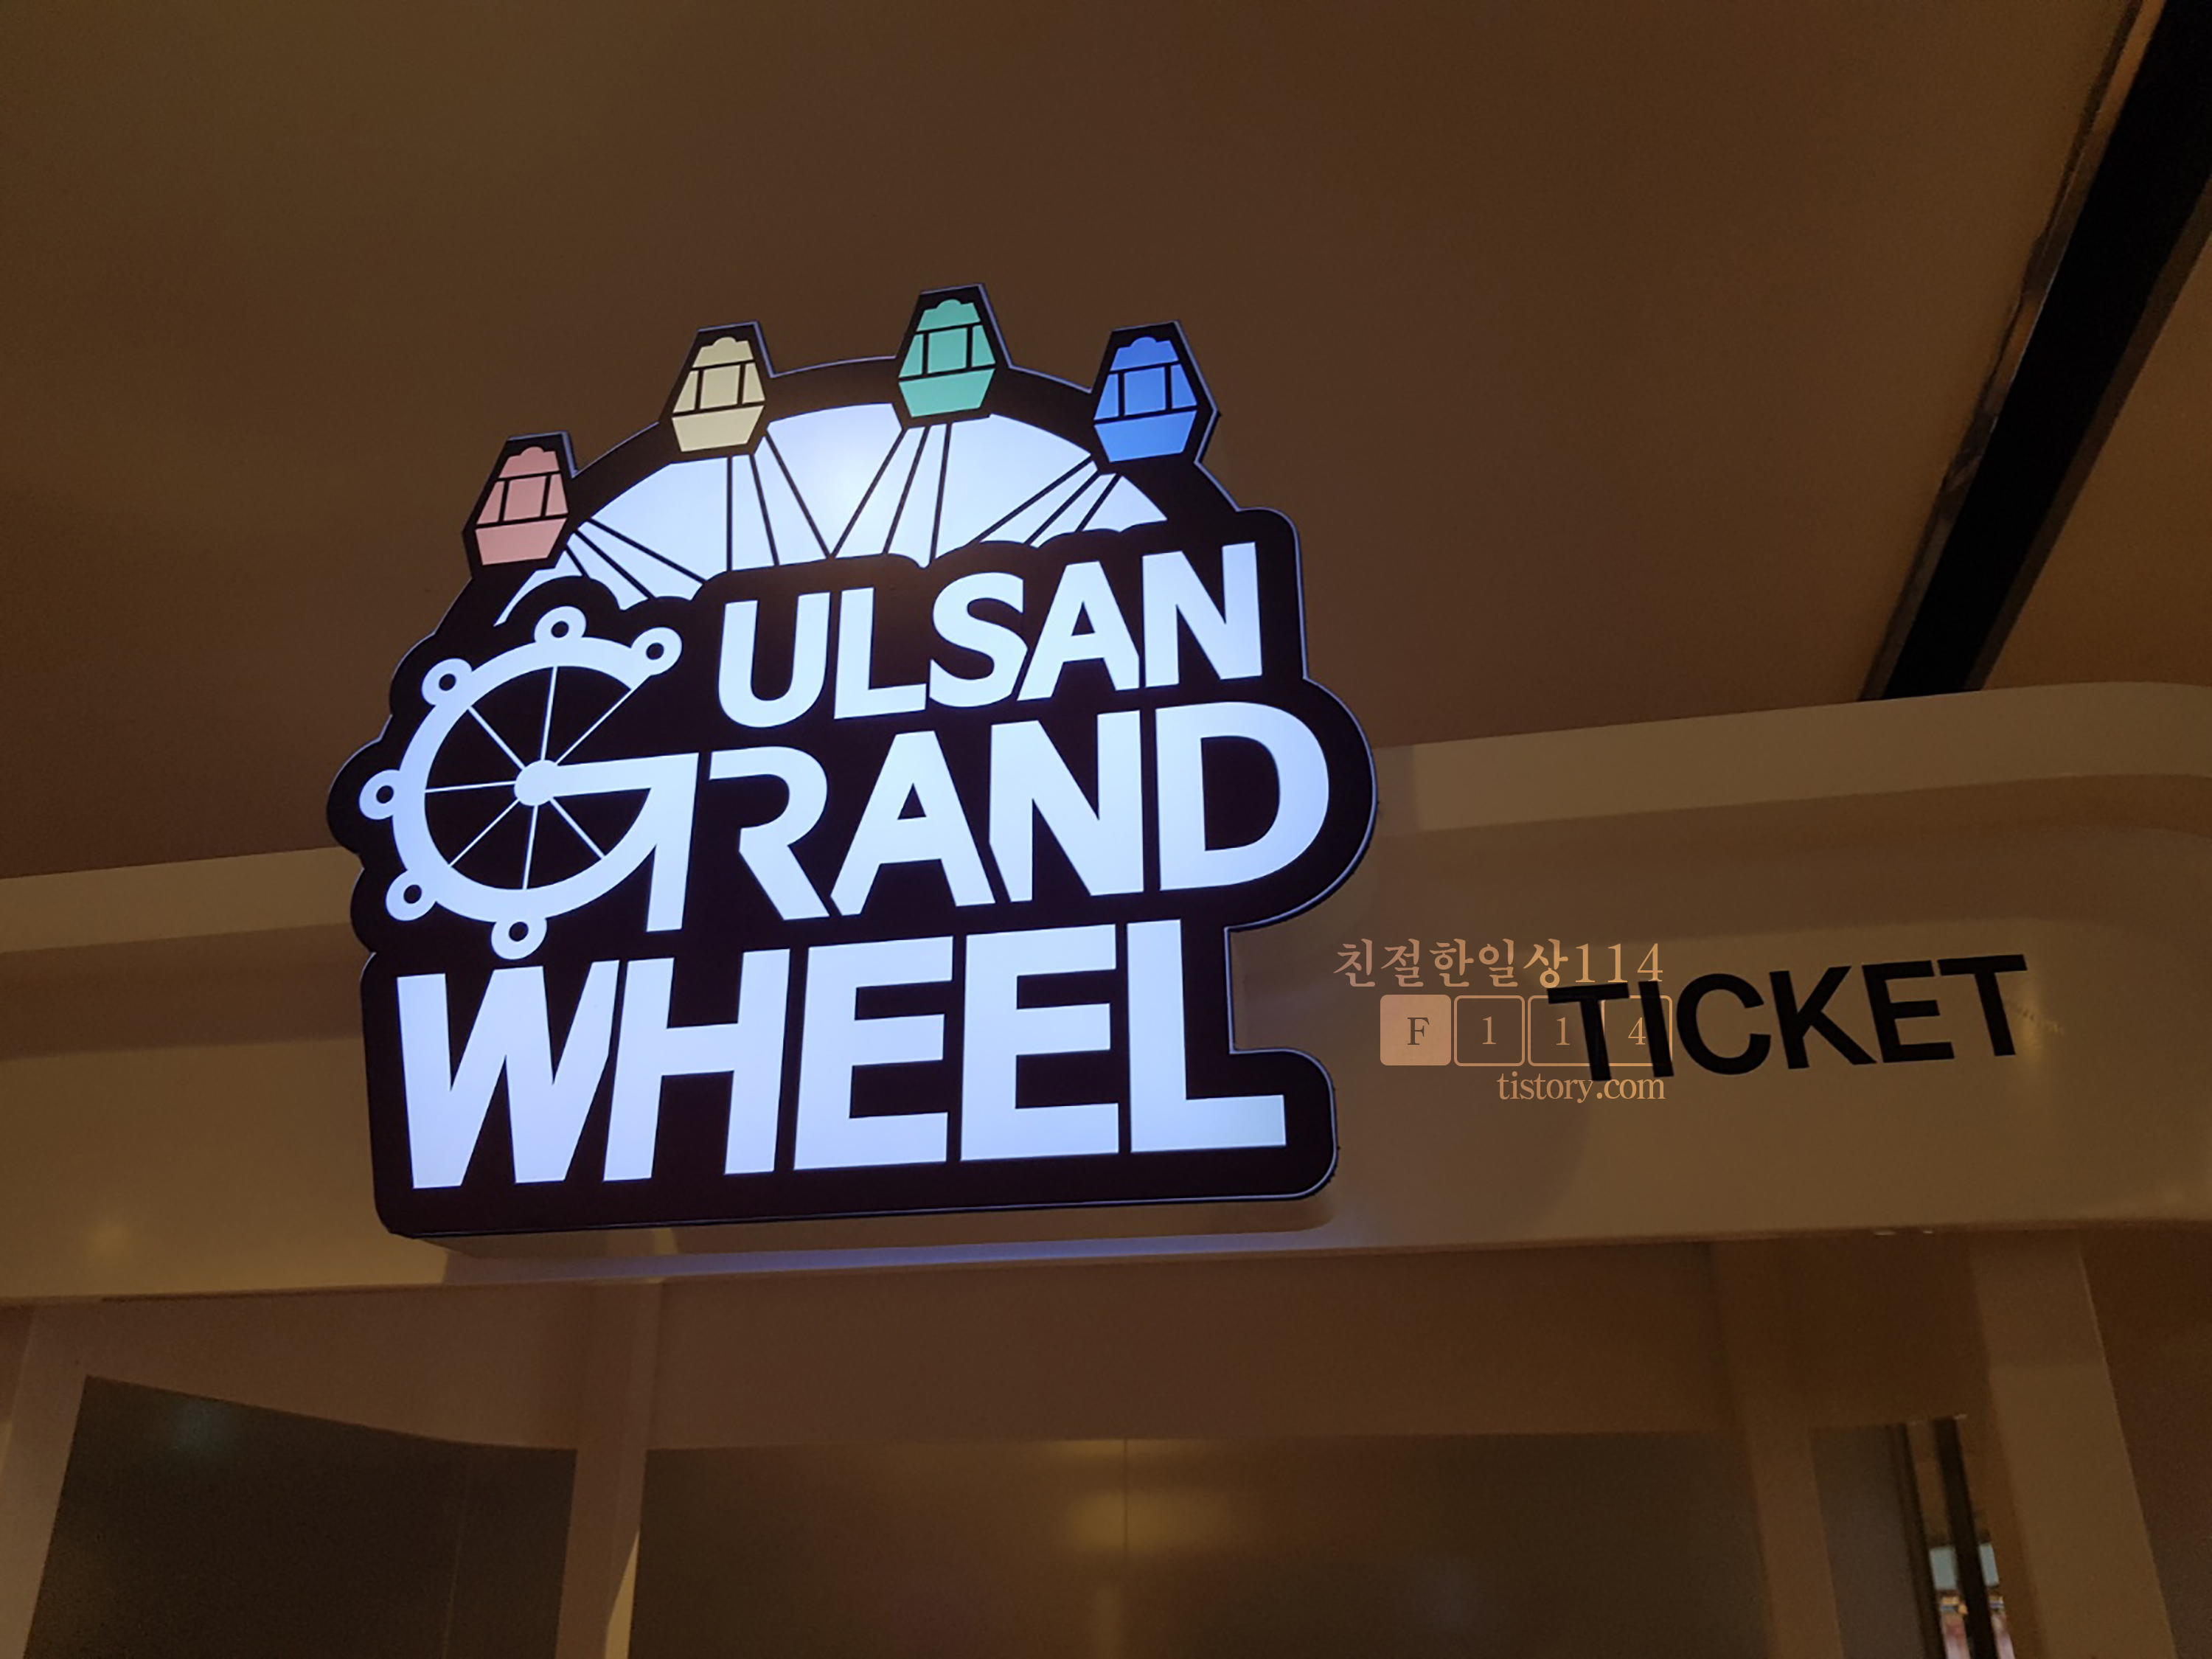 ULSAN
GRAND
WHEEL
친절한일상114
F 1 1 4
TICKET
tistory.com